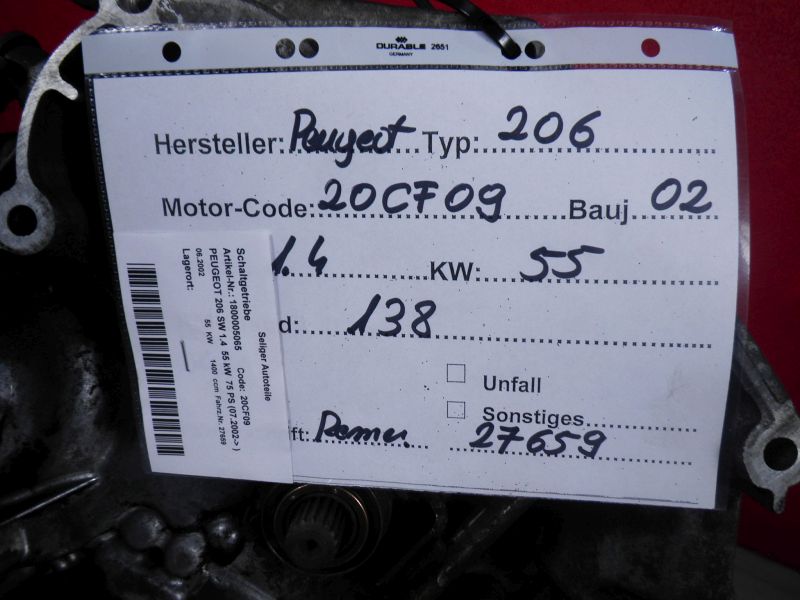 DURABLE 2651
GERMANY
Hersteller: Peugeot Typ: 206
Motor-Code: 20CF09 Bauj 02
1.4 KW: 55
d: 138
Unfall
Sonstiges
ft: 27659
Seliger Autoteile
Schaltgetriebe
Artikel-Nr.: 1800005065 Code: 20CF09
PEUGEOT 206 SW 1.4 55 kW 75 PS (07.2002-> )
06.2002 55 KW 1400 ccm Fahrz.Nr. 27659
Lagerort: